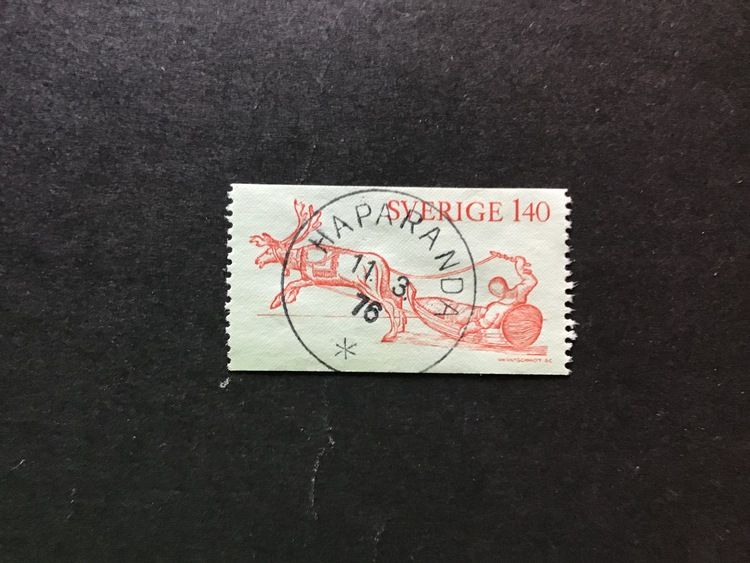 SVERIGE 140
HAPARANDA
11. 3.
76